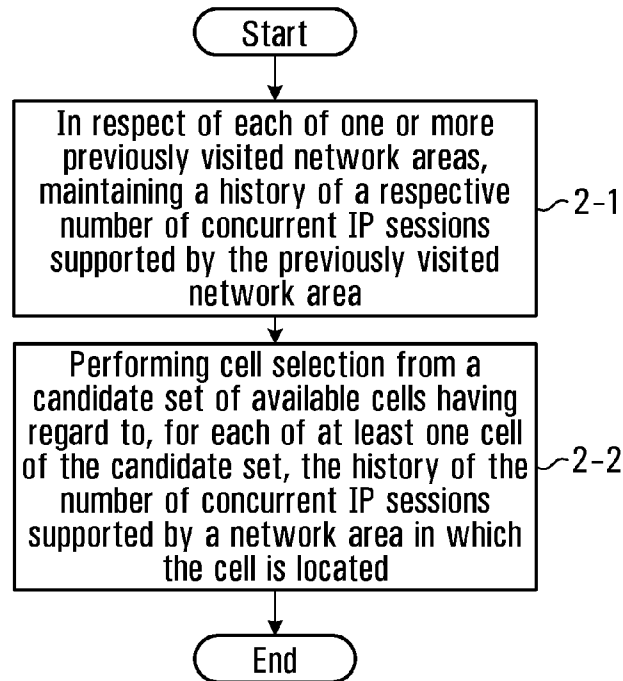 Start
In respect of each of one or more
previously visited network areas,
maintaining a history of a respective
number of concurrent IP sessions
supported by the previously visited
network area
2-1
Performing cell selection from a
candidate set of available cells having
regard to, for each of at least one cell
of the candidate set, the history of the
number of concurrent IP sessions
supported by a network area in which
the cell is located
2-2
End